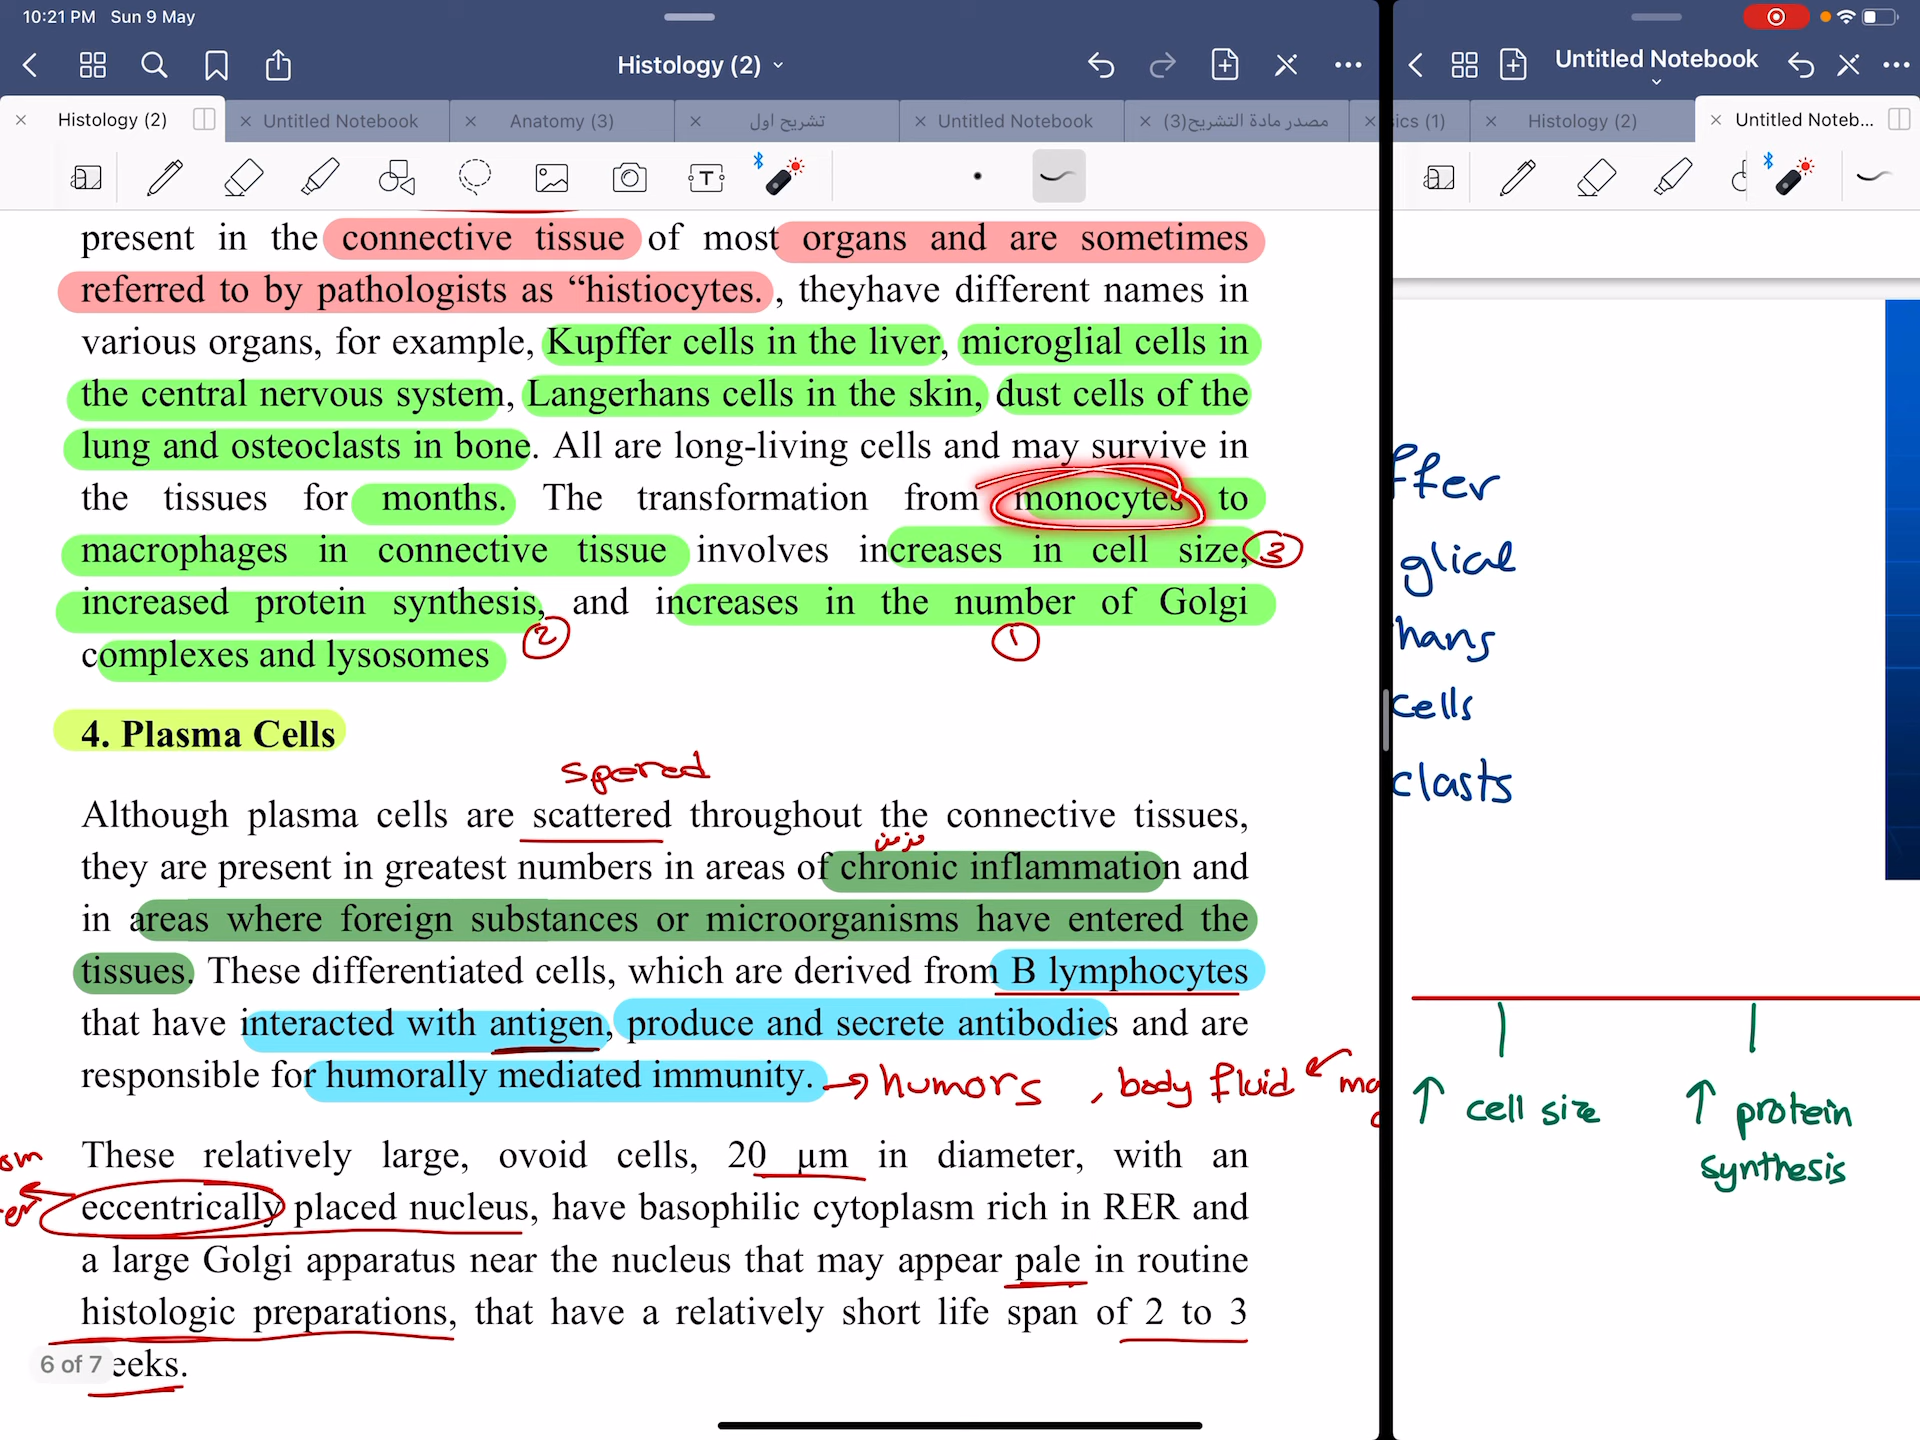 10:21 PM Sun 9 May
Histology (2)
Untitled Notebook
Histology (2)
Untitled Notebook
Anatomy (3)
تشريح اول
Untitled Notebook
مصدر مادة التشريح(3)
ics (1)
Histology (2)
Untitled Noteb...
present in the connective tissue of most organs and are sometimes
referred to by pathologists as “histiocytes. , theyhave different names in
various organs, for example, Kupffer cells in the liver, microglial cells in
the central nervous system, Langerhans cells in the skin, dust cells of the
lung and osteoclasts in bone. All are long-living cells and may survive in
the tissues for months. The transformation from monocytes to
macrophages in connective tissue involves increases in cell size, 3
increased protein synthesis, and increases in the number of Golgi
2 1
complexes and lysosomes
4. Plasma Cells
spered
Although plasma cells are scattered throughout the connective tissues,
مزمن
they are present in greatest numbers in areas of chronic inflammation and
in areas where foreign substances or microorganisms have entered the
tissues. These differentiated cells, which are derived from B lymphocytes
that have interacted with antigen, produce and secrete antibodies and are
responsible for humorally mediated immunity. → humors , body fluid
These relatively large, ovoid cells, 20 µm in diameter, with an
eccentrically placed nucleus, have basophilic cytoplasm rich in RER and
a large Golgi apparatus near the nucleus that may appear pale in routine
histologic preparations, that have a relatively short life span of 2 to 3
eeks.
6 of 7
ffer
glial
hans
cells
clasts
↑ cell size
↑ protein
synthesis